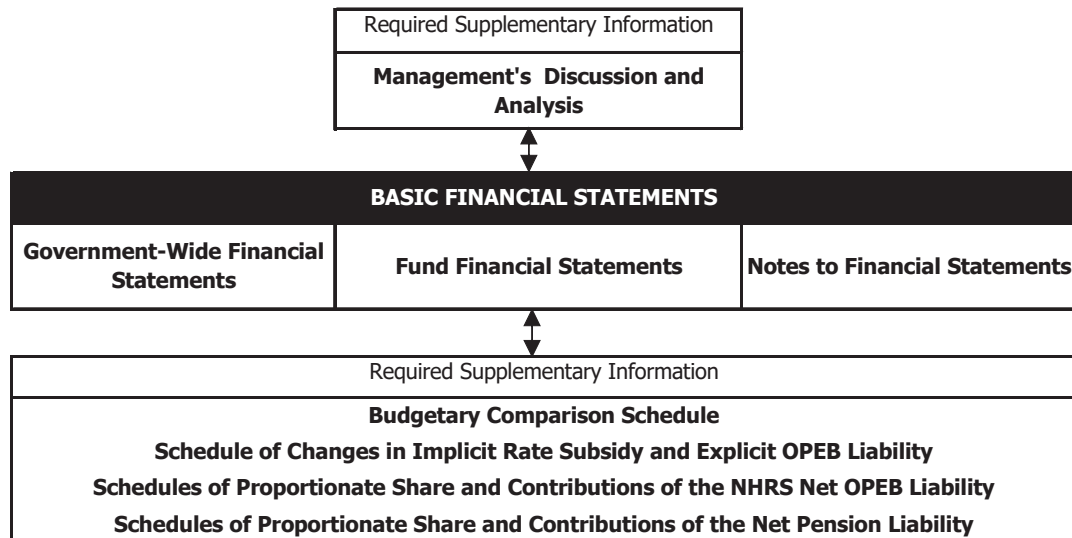 Required Supplementary Information
Management's Discussion and
Analysis
BASIC FINANCIAL STATEMENTS
Government-Wide Financial
Statements
Fund Financial Statements
Notes to Financial Statements
Required Supplementary Information
Budgetary Comparison Schedule
Schedule of Changes in Implicit Rate Subsidy and Explicit OPEB Liability
Schedules of Proportionate Share and Contributions of the NHRS Net OPEB Liability
Schedules of Proportionate Share and Contributions of the Net Pension Liability